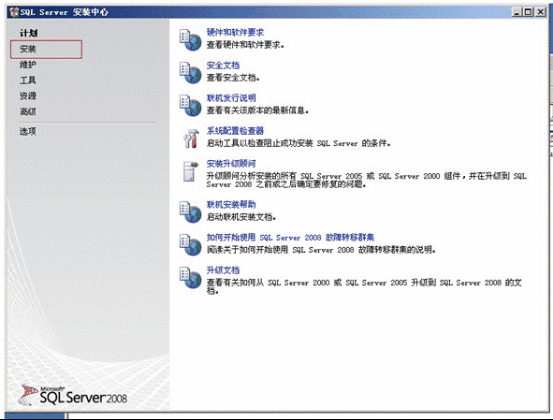 SQL Server 安装中心
计划
安装
维护
工具
资源
高级
选项
硬件和软件要求
查看硬件和软件要求。
安全文档
查看安全文档。
联机发行说明
查看有关该版本的最新信息。
系统配置检查器
启动工具以检查阻止成功安装 SQL Server 的条件。
安装升级顾问
升级顾问分析安装的所有 SQL Server 2005 或 SQL Server 2000 组件，并在升级到 SQL
Server 2008 之前或之后确定要修复的问题。
联机安装帮助
启动联机安装文档。
如何开始使用 SQL Server 2008 故障转移群集
阅读关于如何开始使用 SQL Server 2008 故障转移群集的说明。
升级文档
查看有关如何从 SQL Server 2000 或 SQL Server 2005 升级到 SQL Server 2008 的文
档。
Microsoft
SQL Server 2008